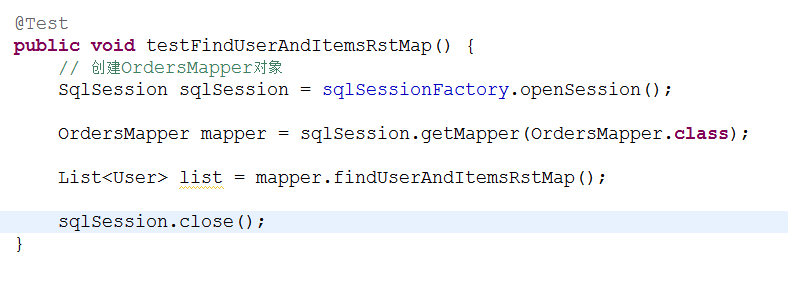 @Test
public void testFindUserAndItemsRstMap() {
// 创建OrdersMapper对象
SqlSession sqlSession = sqlSessionFactory.openSession();
OrdersMapper mapper = sqlSession.getMapper(OrdersMapper.class);
List<User> list = mapper.findUserAndItemsRstMap();
sqlSession.close();
}